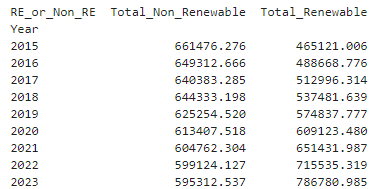 RE_or_Non_RE  Total_Non_Renewable  Total_Renewable
Year
2015  661476.276  465121.006
2016  649312.666  488668.776
2017  640383.285  512996.314
2018  644333.198  537481.639
2019  625254.520  574837.777
2020  613407.518  609123.480
2021  604762.304  651431.987
2022  599124.127  715535.319
2023  595312.537  786780.985